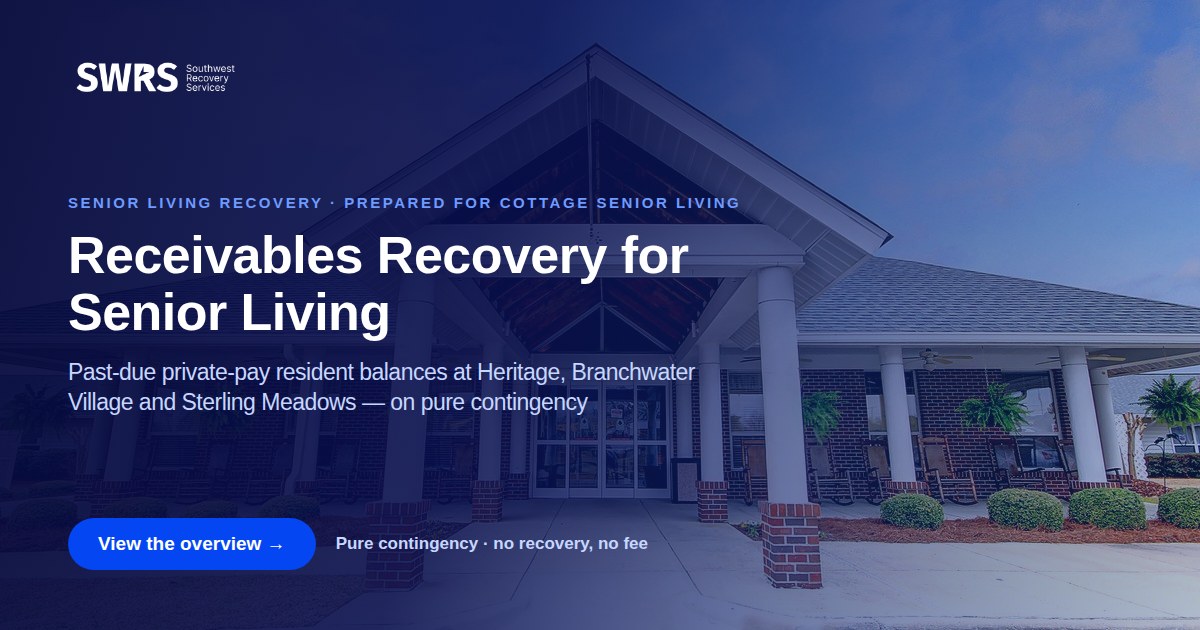 SWRS
Southwest
Recovery
Services
SENIOR LIVING RECOVERY · PREPARED FOR COTTAGE SENIOR LIVING
Receivables Recovery for
Senior Living
Past-due private-pay resident balances at Heritage, Branchwater
Village and Sterling Meadows — on pure contingency
View the overview →
Pure contingency · no recovery, no fee